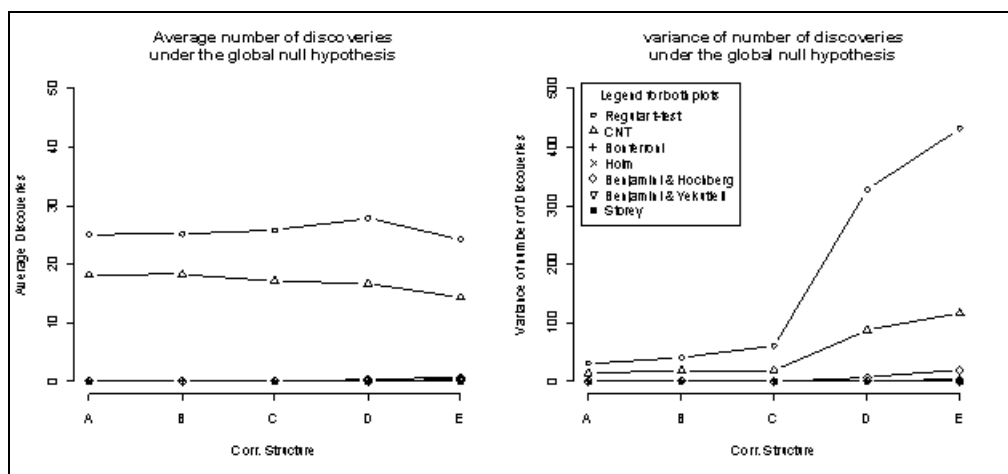 Average number of discoveries
under the global null hypothesis
Average Discoveries
50
40
30
20
10
0
A B C D E
Corr. Structure
variance of number of discoveries
under the global null hypothesis
Variance of number of Discoveries
500
400
300
200
100
0
Legend for both plots
Regular t-test
CNT
Bonferroni
Holm
Benjamini & Hochberg
Benjamini & Yekutieli
Storey
A B C D E
Corr. Structure